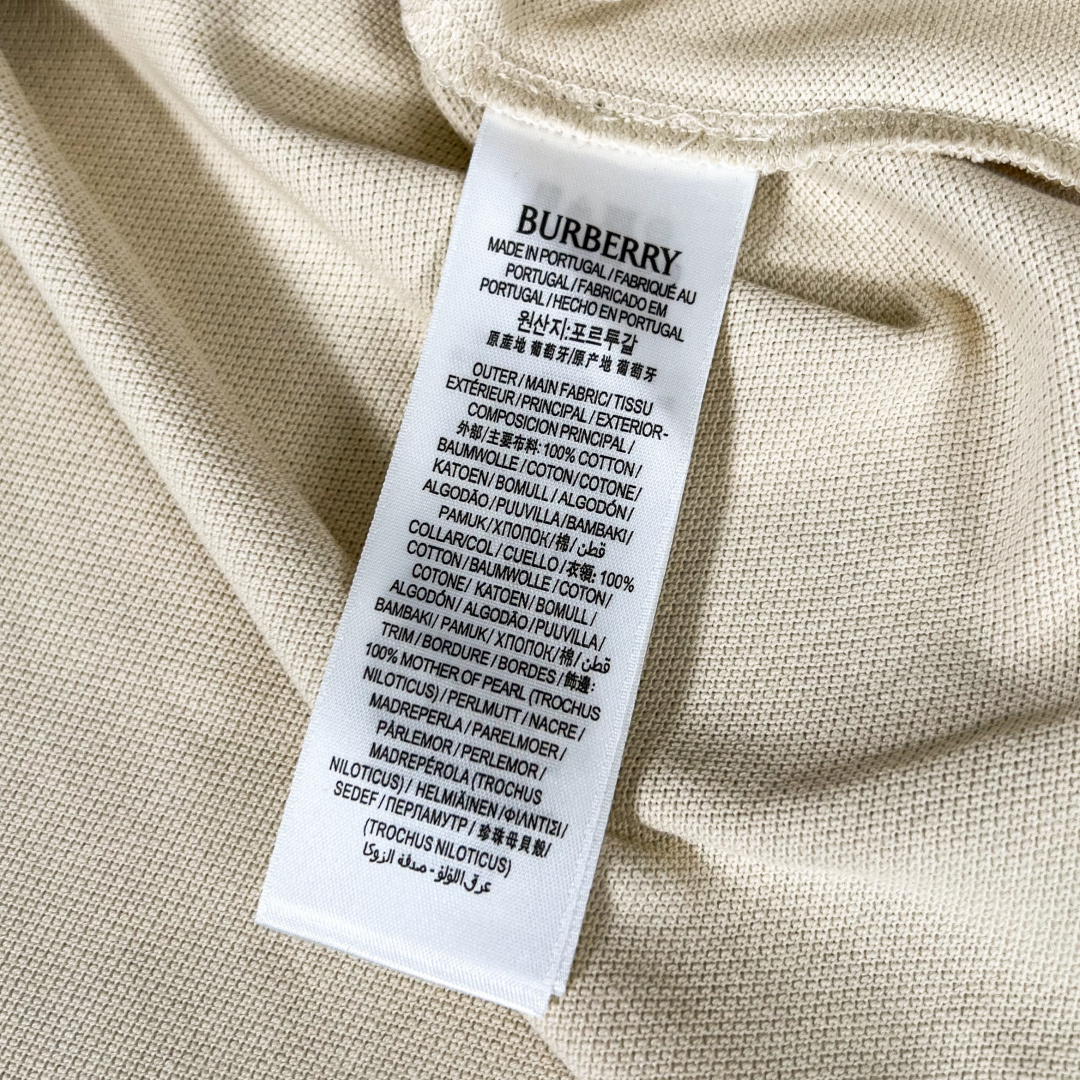 BURBERRY
MADE IN PORTUGAL / FABRIQUÉ AU
PORTUGAL / FABRICADO EM
PORTUGAL / HECHO EN PORTUGAL
원산지:포르투갈
原産地 葡萄牙/原产地 葡萄牙
OUTER / MAIN FABRIC/ TISSU
EXTÉRIEUR / PRINCIPAL / EXTERIOR-
COMPOSICION PRINCIPAL /
外部/主要布料: 100% COTTON /
BAUMWOLLE / COTON / COTONE /
KATOEN / BOMULL / ALGODÓN /
ALGODÃO / PUUVILLA / BAMBAKI /
PAMUK / ХПОПОК / 棉 / قطن
COLLAR/COL / CUELLO / 衣領: 100%
COTTON / BAUMWOLLE / COTON /
COTONE / KATOEN / BOMULL /
ALGODÓN / ALGODÃO / PUUVILLA /
BAMBAKI / PAMUK / ХПОПОК / 棉 / قطن
TRIM / BORDURE / BORDES / 飾邊:
100% MOTHER OF PEARL (TROCHUS
NILOTICUS) / PERLMUTT / NACRE /
MADREPERLA / PARELMOER /
PÄRLEMOR / PERLEMOR /
MADREPÉROLA (TROCHUS
NILOTICUS) / HELMIÄINEN / ΦΙΛΝΤΙΣΙ /
SEDEF / ПЕРЛАМУТР / 珍珠母貝殼 /
(TROCHUS NILOTICUS)
عرق اللؤلؤ - صدفة الزوكا